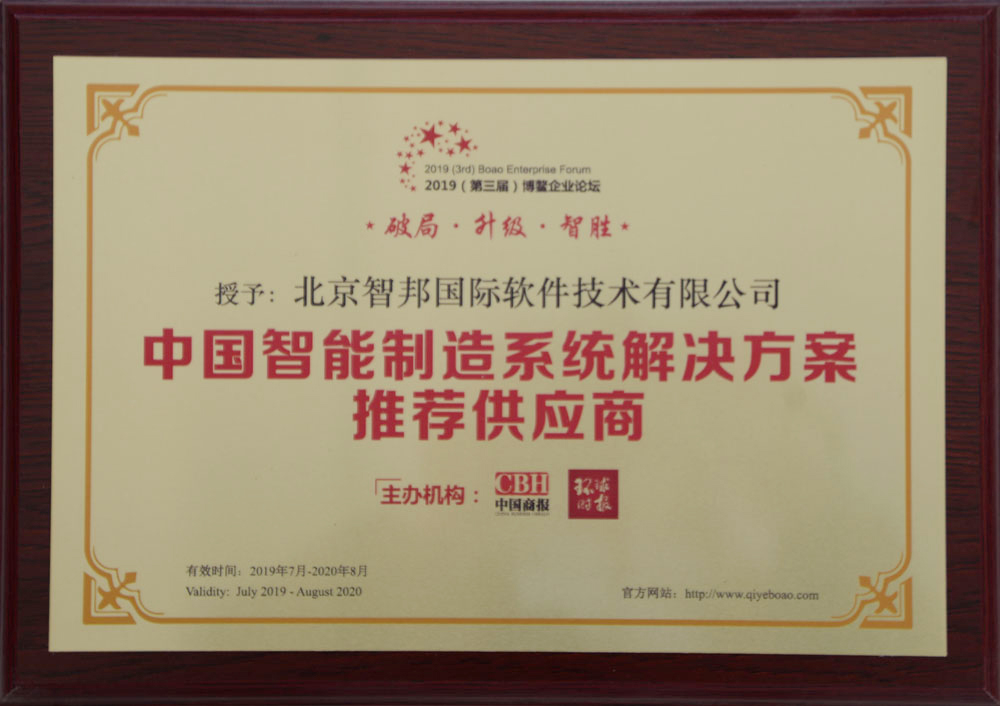 2019 (3rd) Boao Enterprise Forum
2019（第三届）博鳌企业论坛
破局·升级·智胜
授予：北京智邦国际软件技术有限公司
中国智能制造系统解决方案
推荐供应商
主办机构：
CBH
中国商报
环球
时报
有效时间：2019年7月-2020年8月
Validity: July 2019 - August 2020
官方网站：http://www.qiyeboao.com